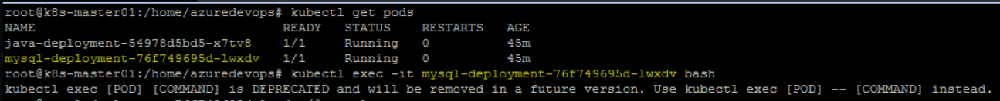 root@k8s-master01:/home/azuredevops# kubectl get pods
NAME READY STATUS RESTARTS AGE
java-deployment-54978d5bd5-x7tv8 1/1 Running 0 45m
mysql-deployment-76f749695d-lwxdv 1/1 Running 0 45m
root@k8s-master01:/home/azuredevops# kubectl exec -it mysql-deployment-76f749695d-lwxdv bash
kubectl exec [POD] [COMMAND] is DEPRECATED and will be removed in a future version. Use kubectl exec [POD] -- [COMMAND] instead.